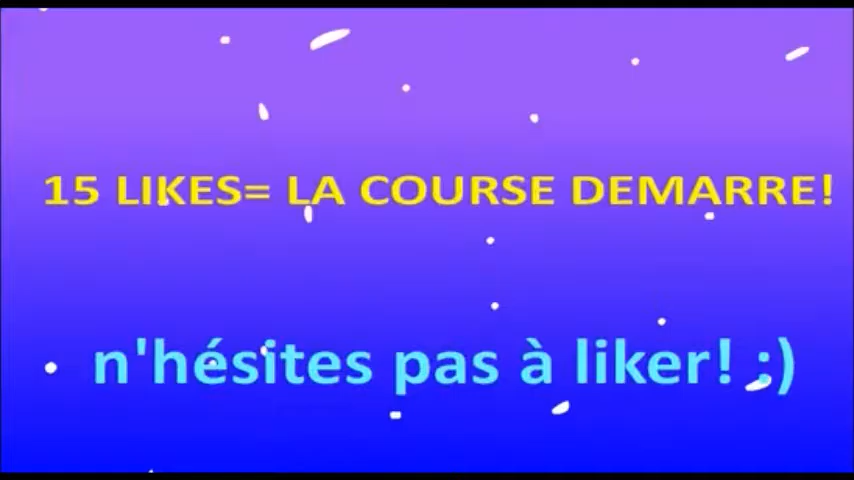 15 LIKES= LA COURSE DEMARRE!
n'hésites pas à liker! ;)